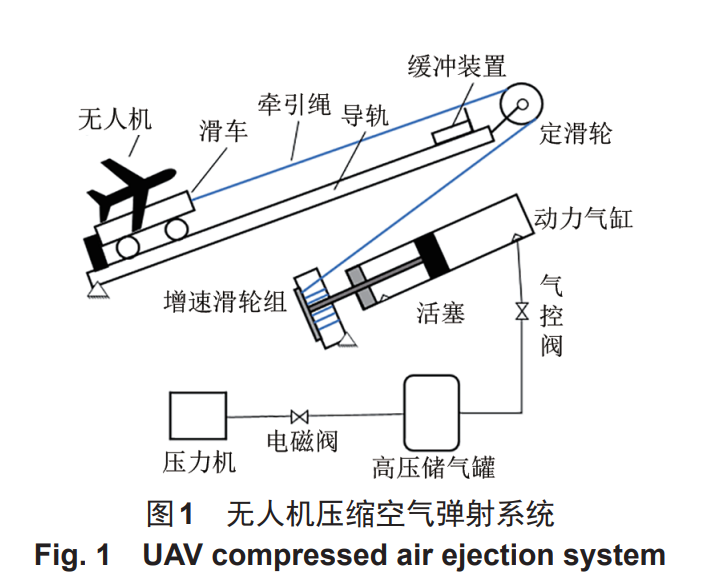 缓冲装置
牵引绳
导轨
无人机
滑车
定滑轮
动力气缸
增速滑轮组
活塞
气控阀
电磁阀
压力机
高压储气罐
图1 无人机压缩空气弹射系统
Fig. 1 UAV compressed air ejection system